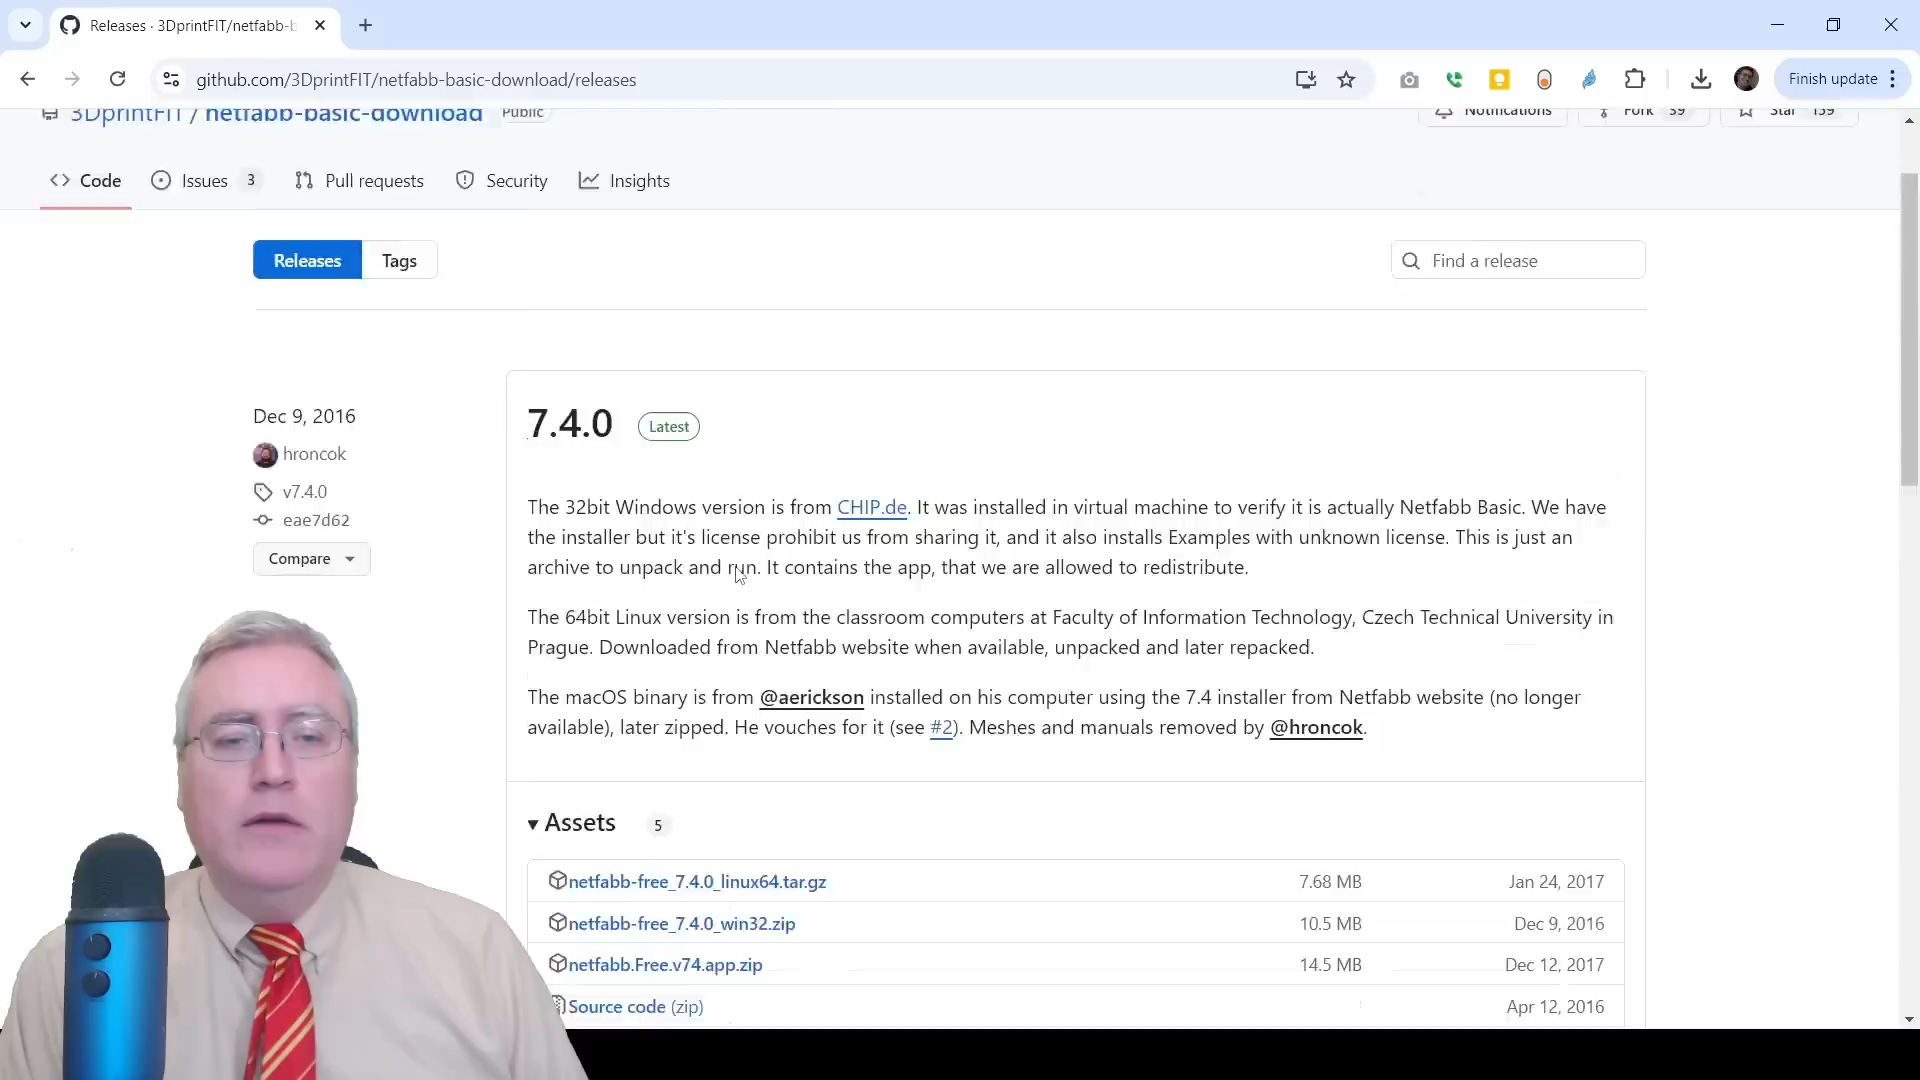 Releases · 3DprintFIT/netfabb-b
github.com/3DprintFIT/netfabb-basic-download/releases
Finish update
3DprintFIT / netfabb-basic-download Public
Notifications
Fork 39
Star 159
Code
Issues 3
Pull requests
Security
Insights
Releases
Tags
Find a release
Dec 9, 2016
hroncok
v7.4.0
eae7d62
Compare
7.4.0 Latest
The 32bit Windows version is from CHIP.de. It was installed in virtual machine to verify it is actually Netfabb Basic. We have
the installer but it's license prohibit us from sharing it, and it also installs Examples with unknown license. This is just an
archive to unpack and run. It contains the app, that we are allowed to redistribute.
The 64bit Linux version is from the classroom computers at Faculty of Information Technology, Czech Technical University in
Prague. Downloaded from Netfabb website when available, unpacked and later repacked.
The macOS binary is from @aerickson installed on his computer using the 7.4 installer from Netfabb website (no longer
available), later zipped. He vouches for it (see #2). Meshes and manuals removed by @hroncok.
Assets 5
netfabb-free_7.4.0_linux64.tar.gz 7.68 MB Jan 24, 2017
netfabb-free_7.4.0_win32.zip 10.5 MB Dec 9, 2016
netfabb.Free.v74.app.zip 14.5 MB Dec 12, 2017
Source code (zip) Apr 12, 2016